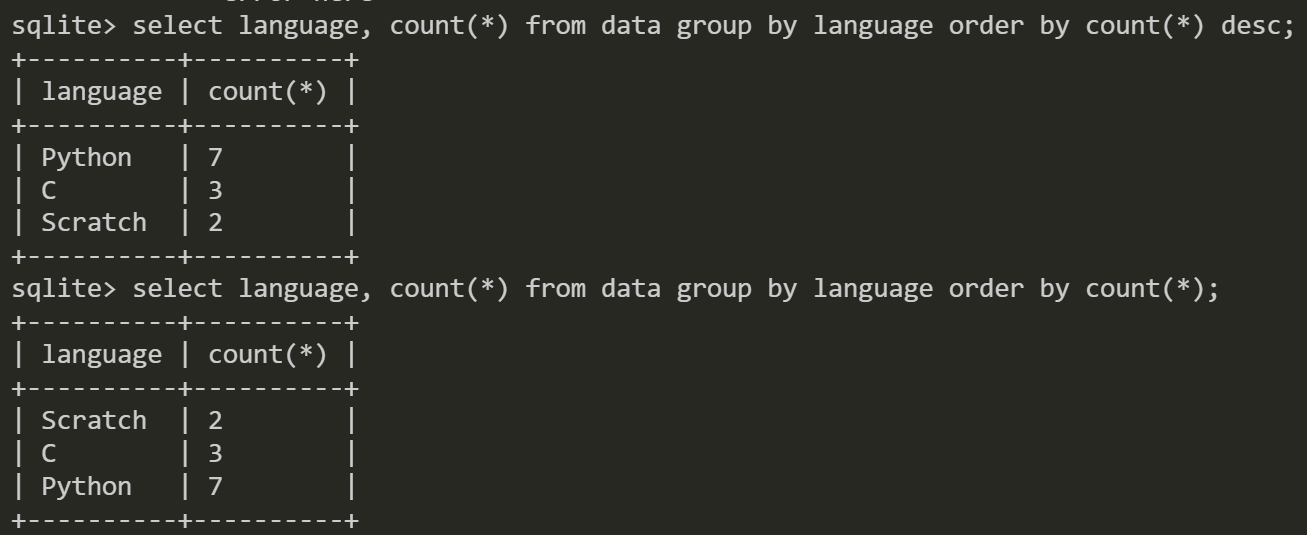 error here
sqlite> select language, count(*) from data group by language order by count(*) desc;
+----------+----------+
| language | count(*) |
+----------+----------+
| Python   | 7        |
| C        | 3        |
| Scratch  | 2        |
+----------+----------+
sqlite> select language, count(*) from data group by language order by count(*);
+----------+----------+
| language | count(*) |
+----------+----------+
| Scratch  | 2        |
| C        | 3        |
| Python   | 7        |
+----------+----------+